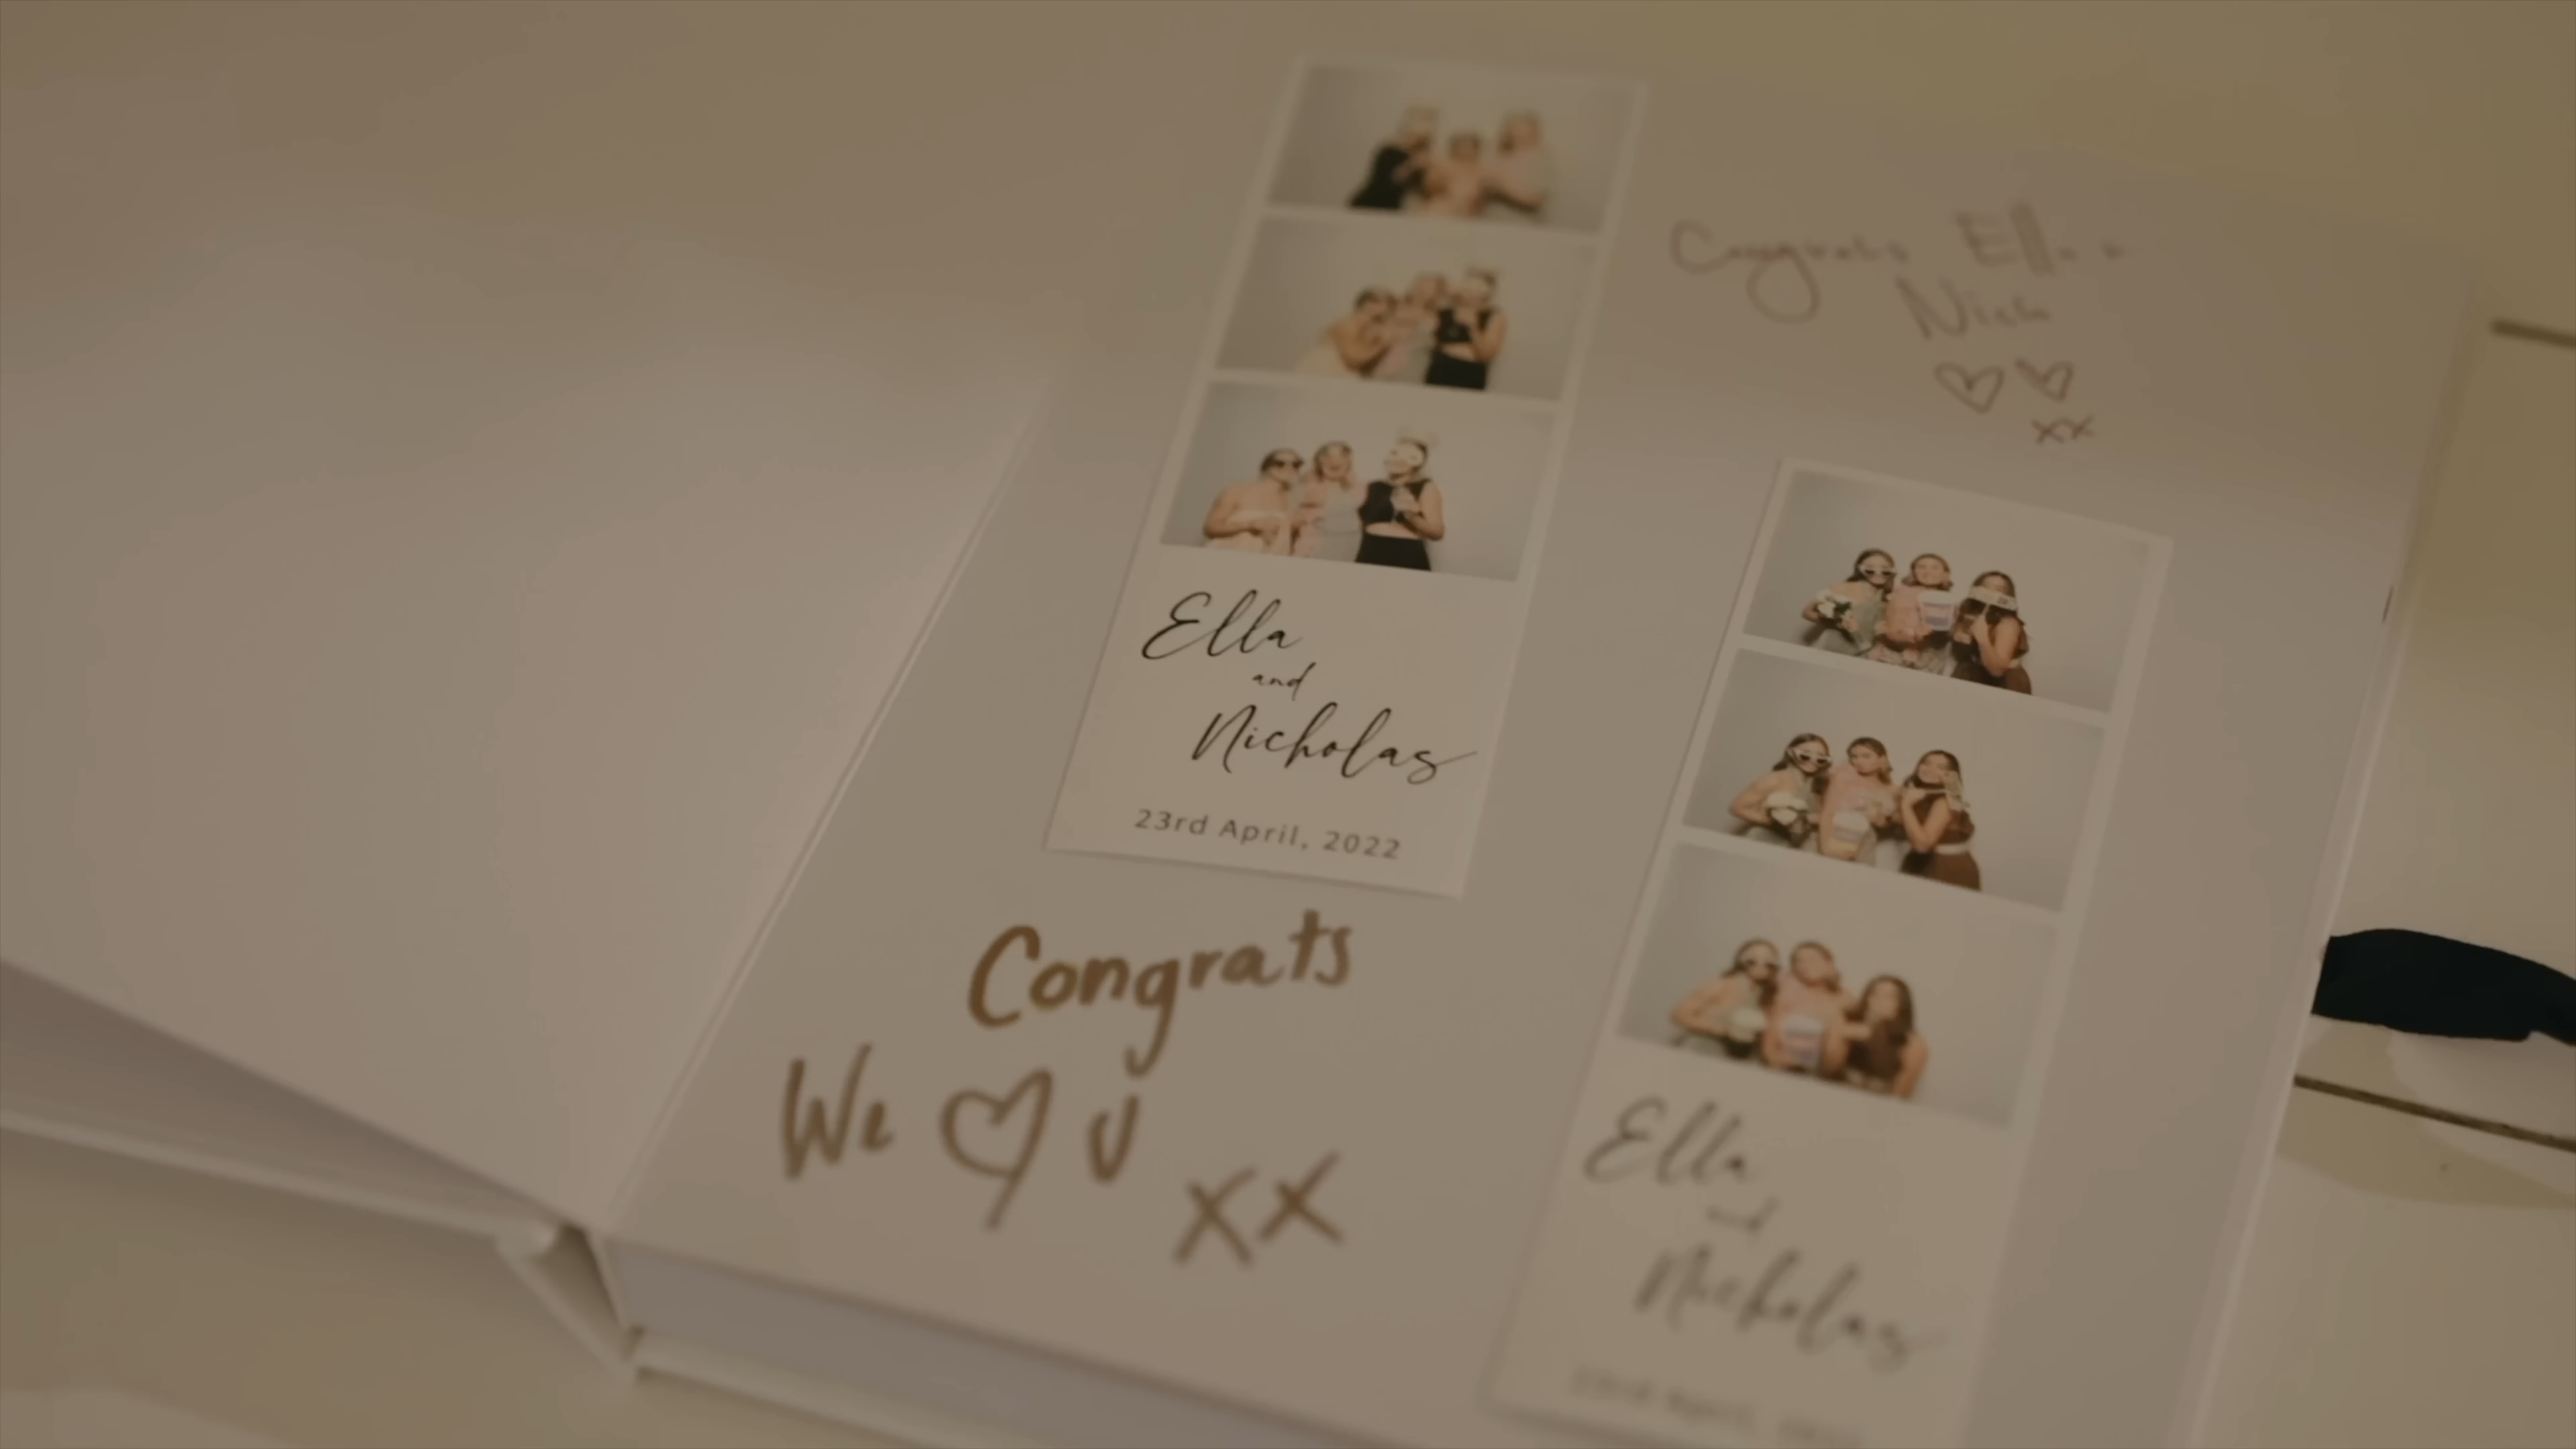 Ella
and
Nicholas
23rd April, 2022
Congrats
We ♡ U
xx
Congrats Ella +
Nick
♡ ♡
xx
Ella
and
Nicholas